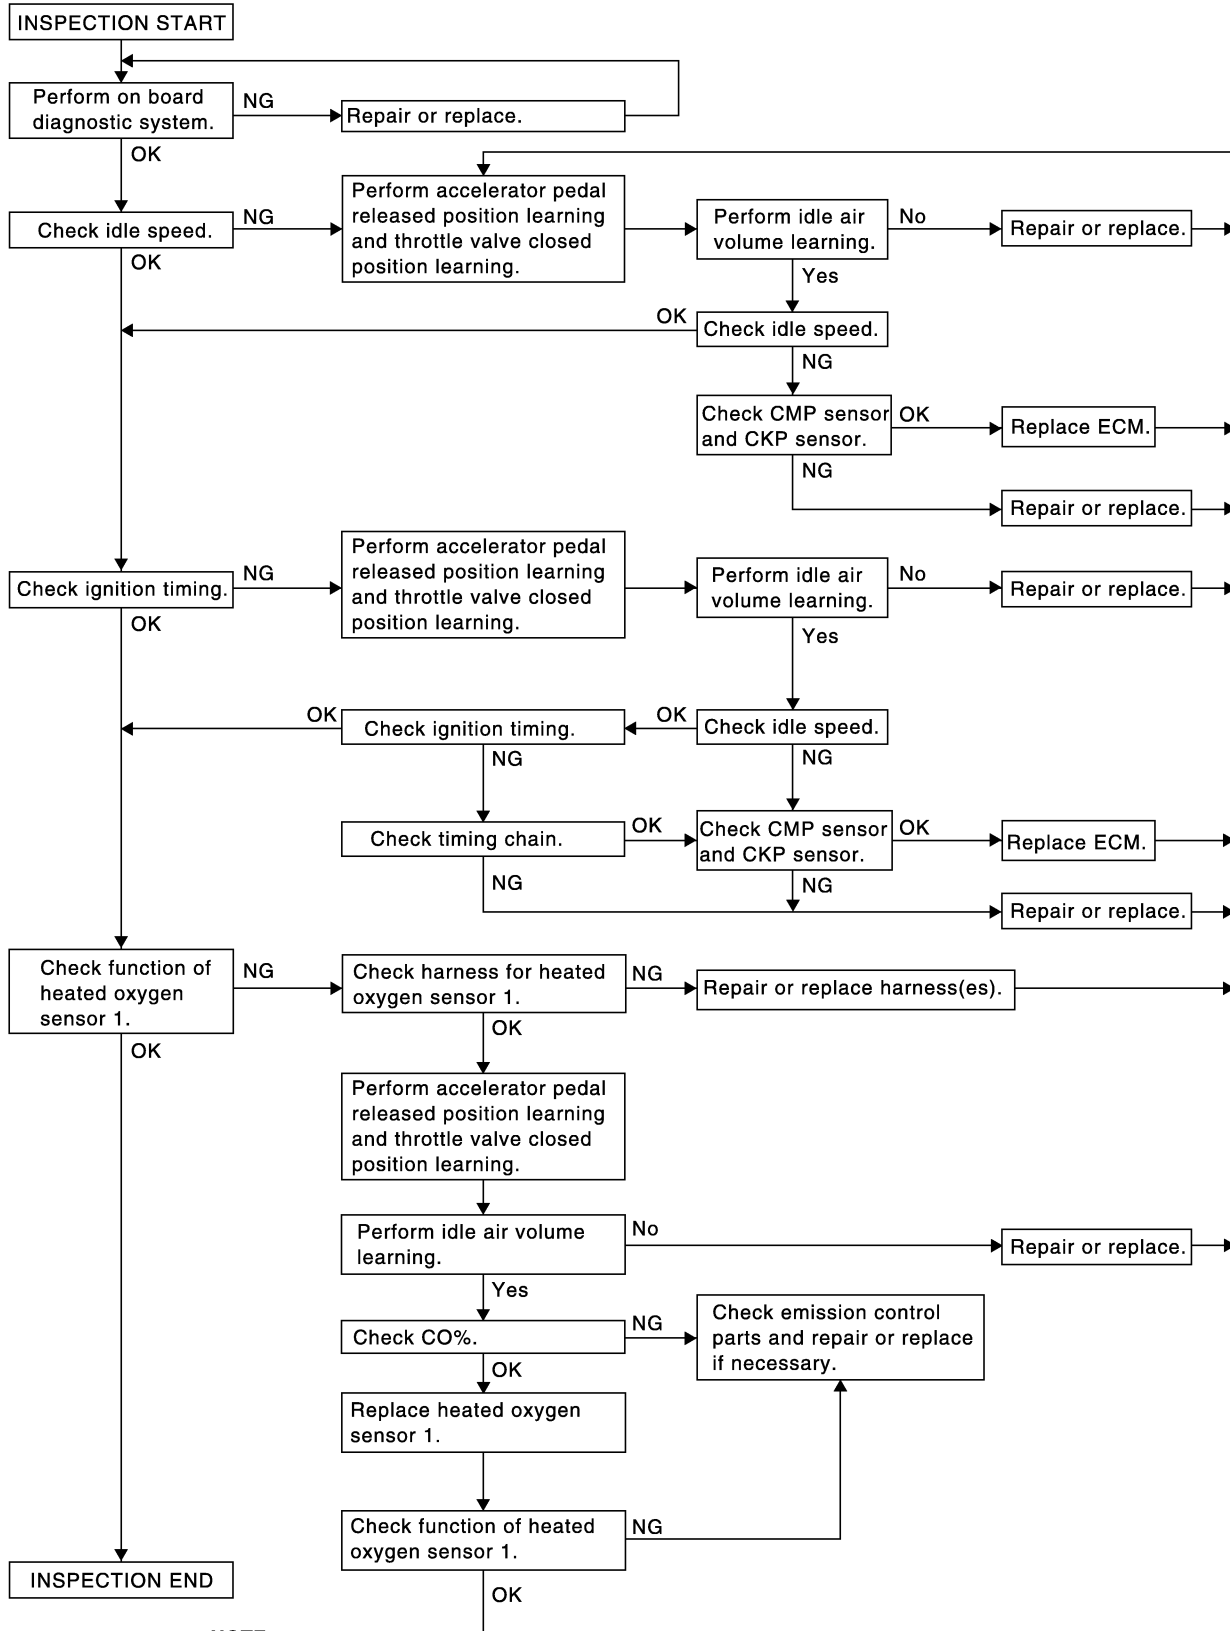 INSPECTION START
Perform on board
diagnostic system.
NG
Repair or replace.
OK
Check idle speed.
NG
Perform accelerator pedal
released position learning
and throttle valve closed
position learning.
Perform idle air
volume learning.
No
Repair or replace.
OK
Yes
OK
Check idle speed.
NG
Check CMP sensor
and CKP sensor.
OK
Replace ECM.
NG
Repair or replace.
Check ignition timing.
NG
Perform accelerator pedal
released position learning
and throttle valve closed
position learning.
Perform idle air
volume learning.
No
Repair or replace.
OK
Yes
OK
Check ignition timing.
OK
Check idle speed.
NG
NG
Check timing chain.
OK
Check CMP sensor
and CKP sensor.
OK
Replace ECM.
NG
NG
Repair or replace.
Check function of
heated oxygen
sensor 1.
NG
Check harness for heated
oxygen sensor 1.
NG
Repair or replace harness(es).
OK
OK
Perform accelerator pedal
released position learning
and throttle valve closed
position learning.
Perform idle air volume
learning.
No
Repair or replace.
Yes
Check CO%.
NG
Check emission control
parts and repair or replace
if necessary.
OK
Replace heated oxygen
sensor 1.
Check function of heated
oxygen sensor 1.
NG
INSPECTION END
OK